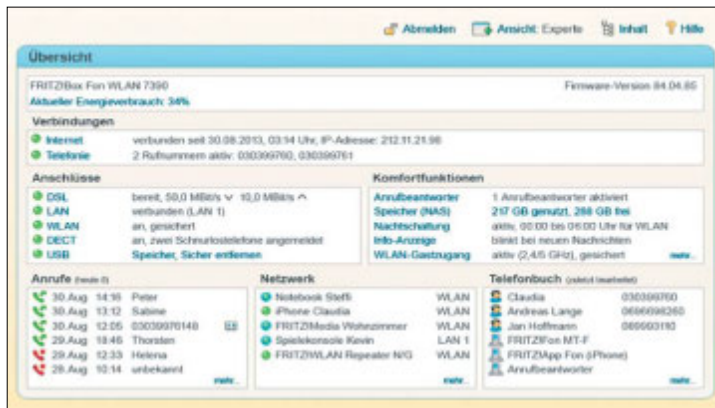 Abmelden Ansicht: Experte Inhalt Hilfe
Übersicht
FRITZ!Box Fon WLAN 7390 Firmware-Version 84.04.85
Aktueller Energieverbrauch: 34%
Verbindungen
Internet verbunden seit 30.08.2013, 03:14 Uhr, IP-Adresse: 212.11.21.98
Telefonie 2 Rufnummern aktiv: 030399760, 030399761
Anschlüsse
DSL bereit, 50,0 MBit/s 10,0 MBit/s
LAN verbunden (LAN 1)
WLAN an, gesichert
DECT an, zwei Schnurlostelefone angemeldet
USB Speicher, Sicher entfernen
Komfortfunktionen
Anrufbeantworter 1 Anrufbeantworter aktiviert
Speicher (NAS) 217 GB genutzt, 288 GB frei
Nachtschaltung aktiv, 00:00 bis 06:00 Uhr für WLAN
Info-Anzeige blinkt bei neuen Nachrichten
WLAN-Gastzugang aktiv (2,4/5 GHz), gesichert mehr...
Anrufe (heute 0)
30.Aug 14:16 Peter
30.Aug 13:12 Sabine
30.Aug 12:05 03039976148
29.Aug 18:46 Thorsten
29.Aug 12:33 Helena
28.Aug 10:14 unbekannt
mehr...
Netzwerk
Notebook Steffi WLAN
iPhone Claudia WLAN
FRITZ!Media Wohnzimmer WLAN
Spielekonsole Kevin LAN 1
FRITZ!WLAN Repeater N/G WLAN
mehr...
Telefonbuch (zuletzt bearbeitet)
Claudia 030399760
Andreas Lange 0696698260
Jan Hoffmann 089993110
FRITZ!Fon MT-F
FRITZ!App Fon (iPhone)
Anrufbeantworter
mehr...